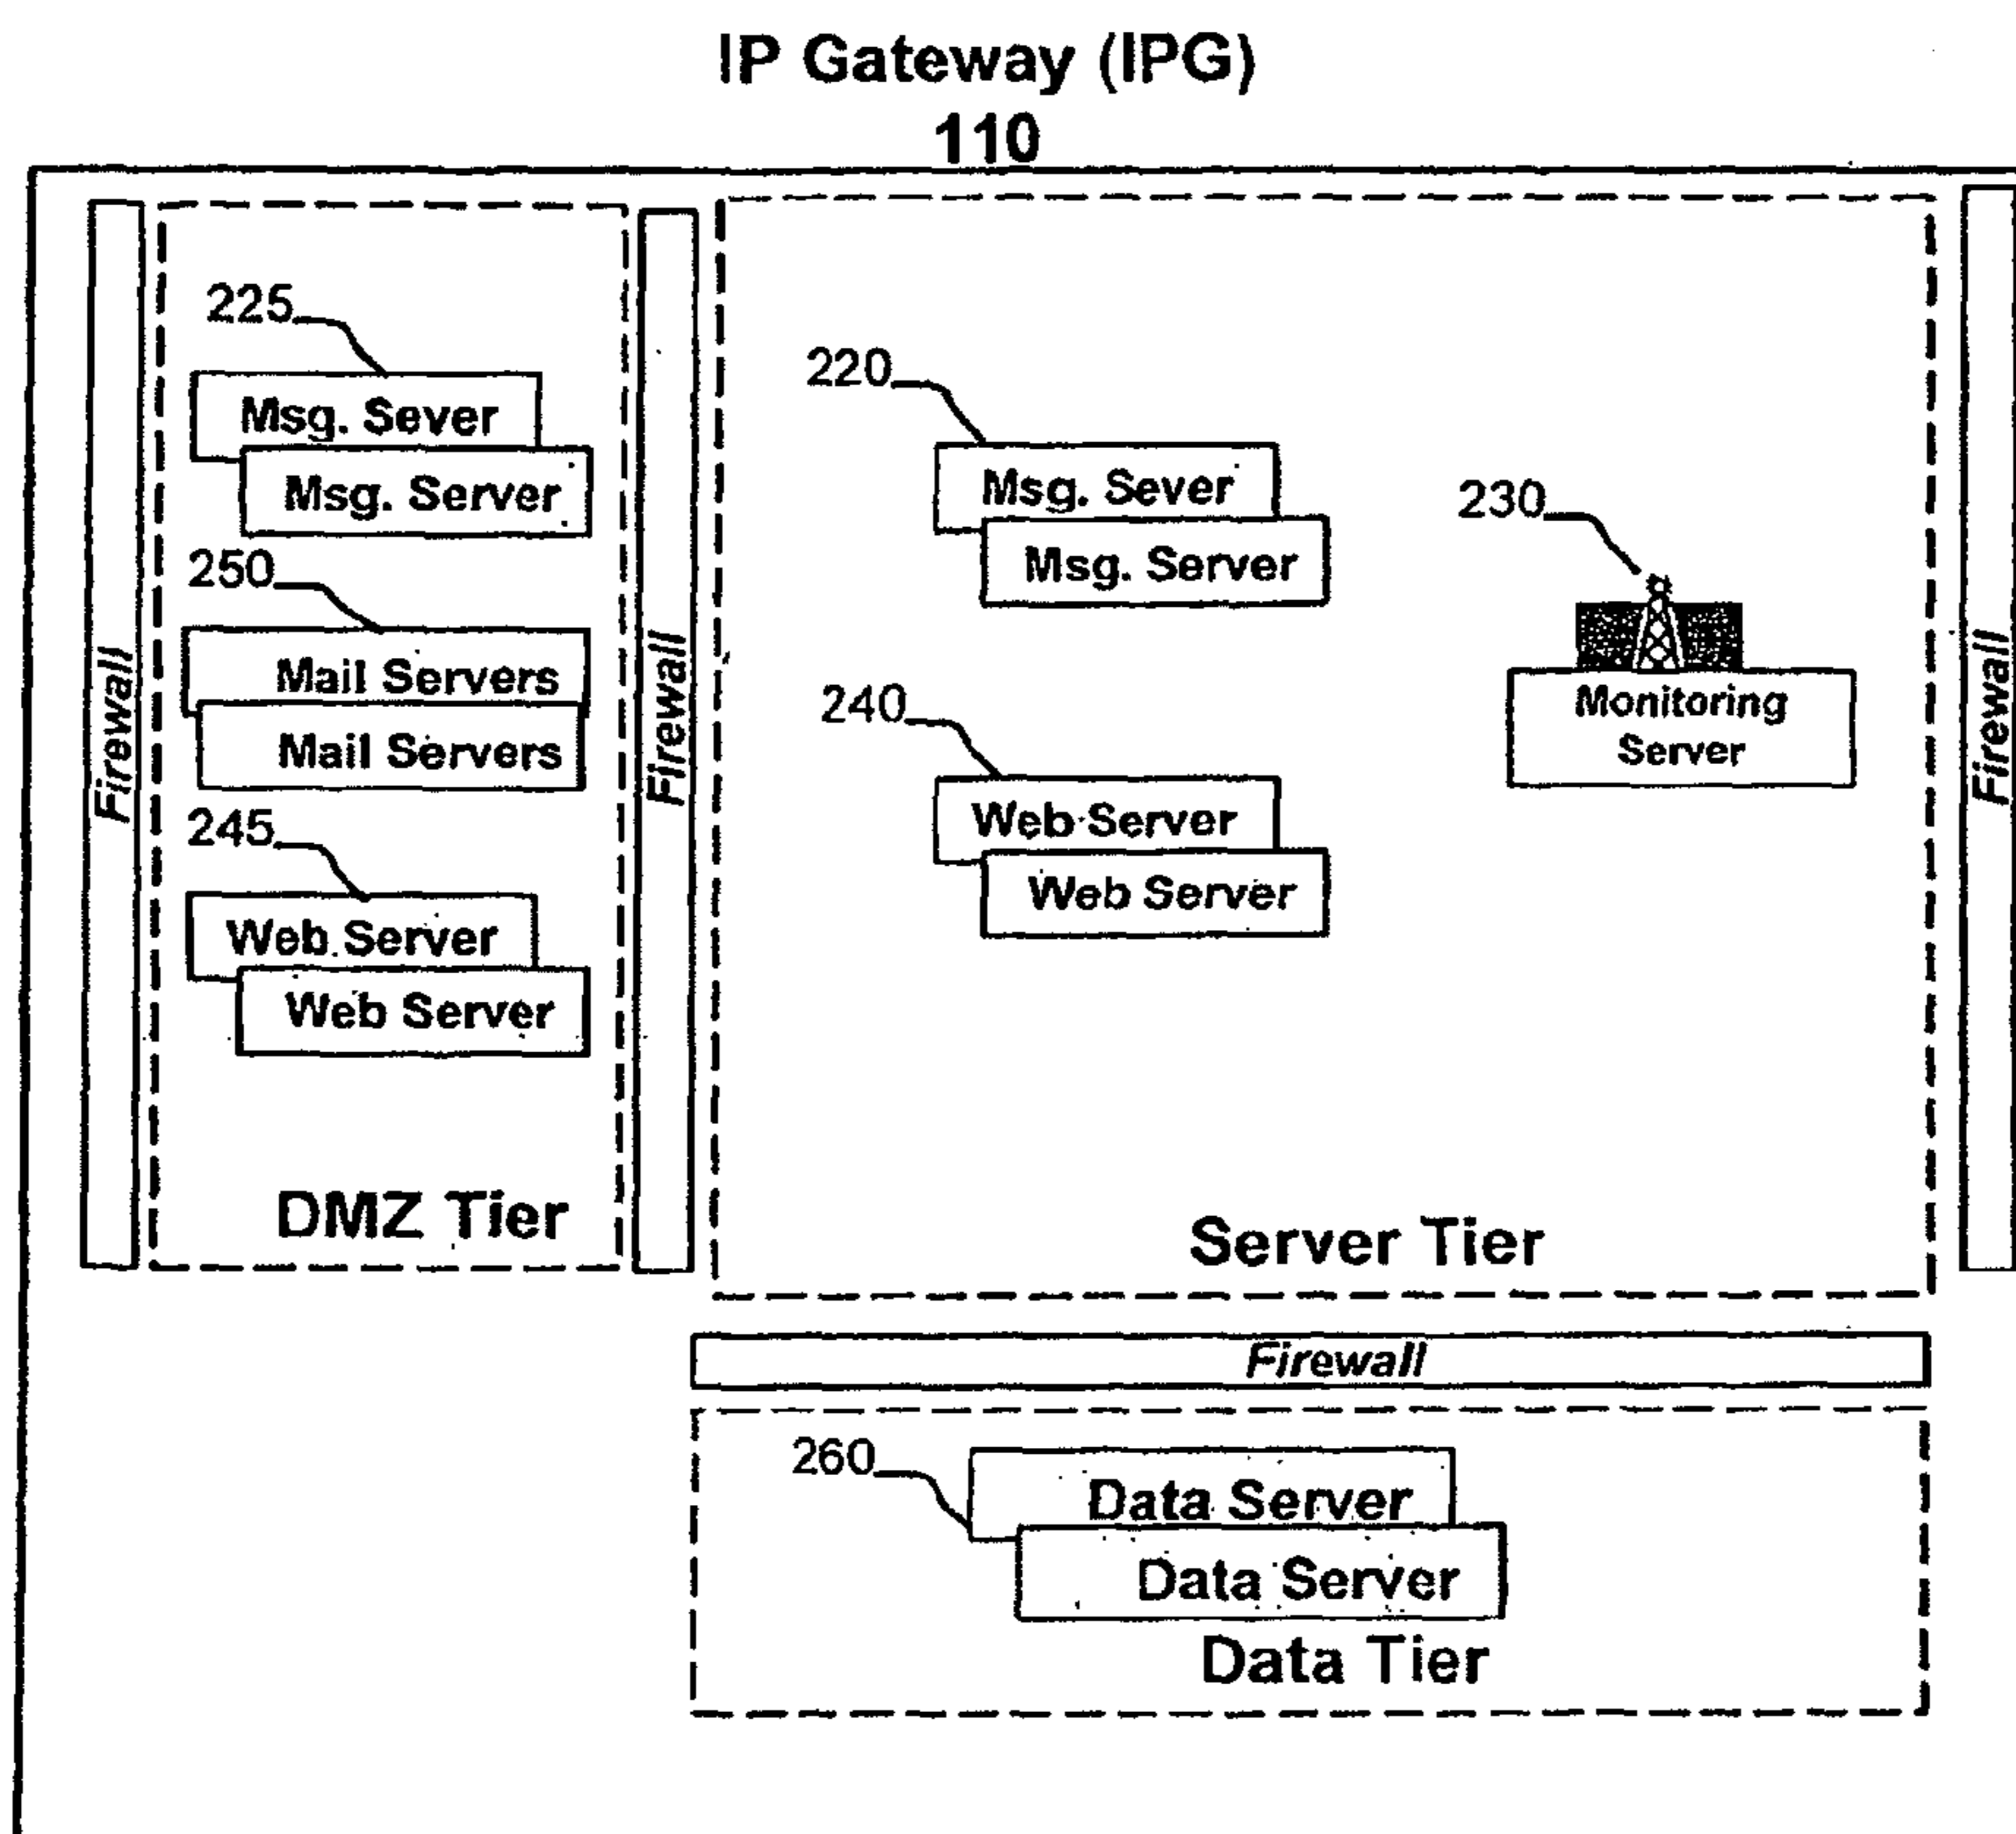 IP Gateway (IPG)
110
Firewall
225
Msg. Sever
Msg. Server
250
Mail Servers
Mail Servers
245
Web Server
Web Server
DMZ Tier
Firewall
220
Msg. Sever
Msg. Server
230
Monitoring
Server
240
Web Server
Web Server
Server Tier
Firewall
Firewall
260
Data Server
Data Server
Data Tier